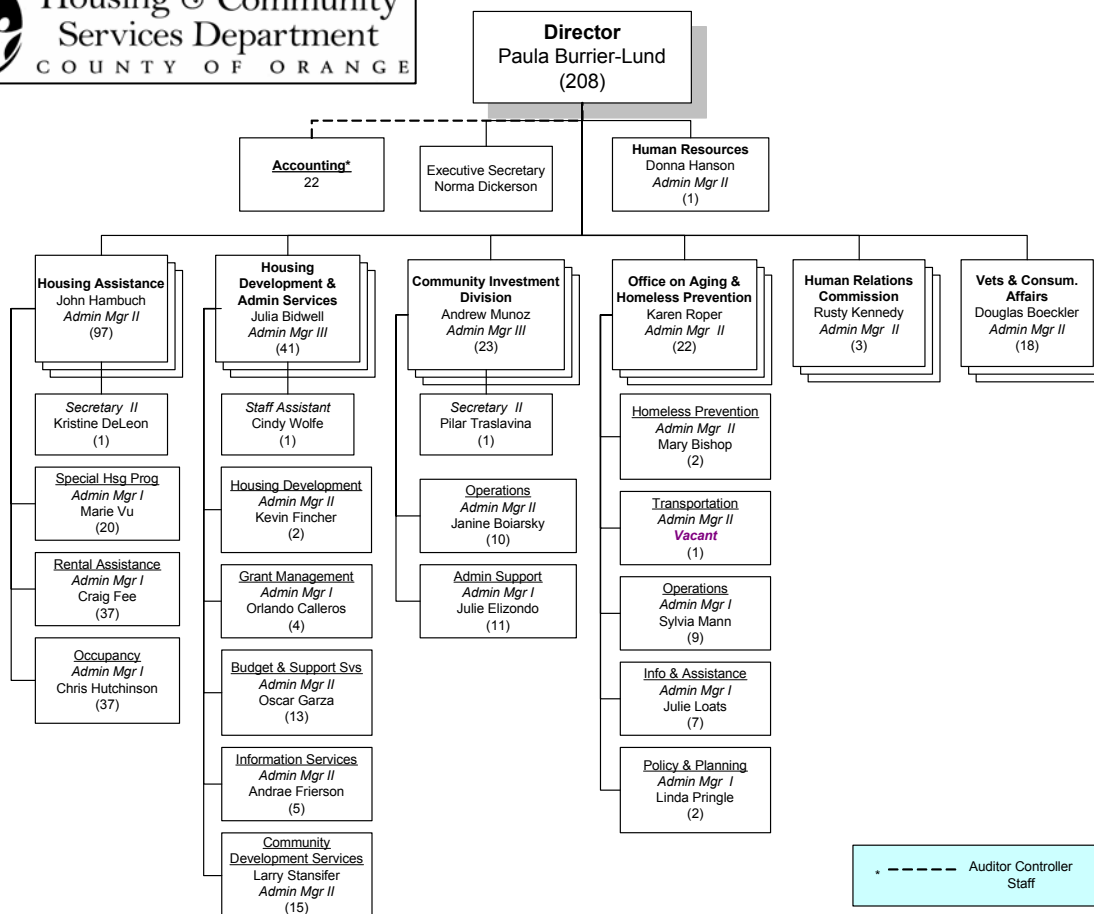 Housing & Community
Services Department
COUNTY OF ORANGE
Director
Paula Burrier-Lund
(208)
Accounting*
22
Executive Secretary
Norma Dickerson
Human Resources
Donna Hanson
Admin Mgr II
(1)
Housing Assistance
John Hambuch
Admin Mgr II
(97)
Housing
Development &
Admin Services
Julia Bidwell
Admin Mgr III
(41)
Community Investment
Division
Andrew Munoz
Admin Mgr III
(23)
Office on Aging &
Homeless Prevention
Karen Roper
Admin Mgr II
(22)
Human Relations
Commission
Rusty Kennedy
Admin Mgr II
(3)
Vets & Consum.
Affairs
Douglas Boeckler
Admin Mgr II
(18)
Secretary II
Kristine DeLeon
(1)
Special Hsg Prog
Admin Mgr I
Marie Vu
(20)
Rental Assistance
Admin Mgr I
Craig Fee
(37)
Occupancy
Admin Mgr I
Chris Hutchinson
(37)
Staff Assistant
Cindy Wolfe
(1)
Housing Development
Admin Mgr II
Kevin Fincher
(2)
Grant Management
Admin Mgr I
Orlando Calleros
(4)
Budget & Support Svs
Admin Mgr II
Oscar Garza
(13)
Information Services
Admin Mgr II
Andrae Frierson
(5)
Community
Development Services
Larry Stansifer
Admin Mgr II
(15)
Secretary II
Pilar Traslavina
(1)
Operations
Admin Mgr II
Janine Boiarsky
(10)
Admin Support
Admin Mgr I
Julie Elizondo
(11)
Homeless Prevention
Admin Mgr II
Mary Bishop
(2)
Transportation
Admin Mgr II
Vacant
(1)
Operations
Admin Mgr I
Sylvia Mann
(9)
Info & Assistance
Admin Mgr I
Julie Loats
(7)
Policy & Planning
Admin Mgr I
Linda Pringle
(2)
* Auditor Controller
Staff